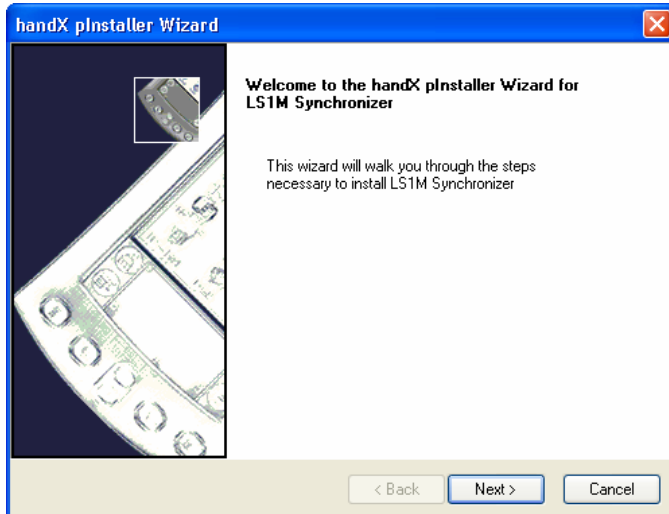 handX pInstaller Wizard
Welcome to the handX pInstaller Wizard for
LS1M Synchronizer
This wizard will walk you through the steps
necessary to install LS1M Synchronizer
< Back
Next >
Cancel